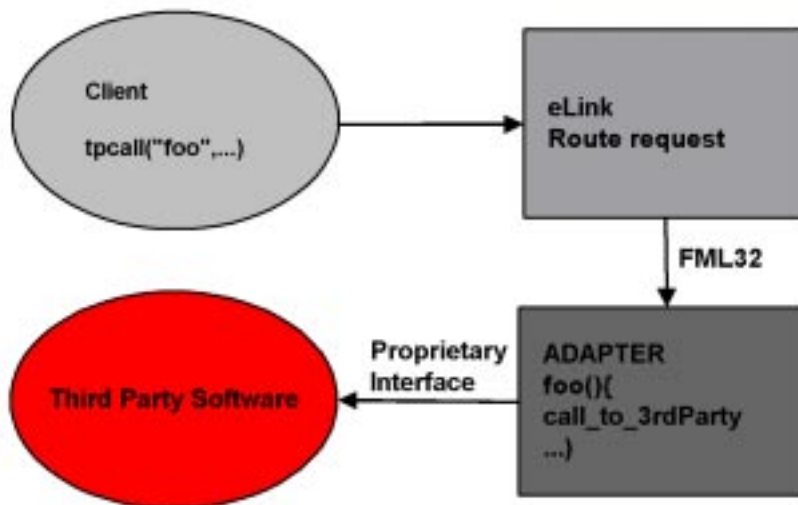 Client
tpcall("foo",...)
eLink
Route request
FML32
Proprietary
Interface
ADAPTER
foo(){
call_to_3rdParty
...)
Third Party Software